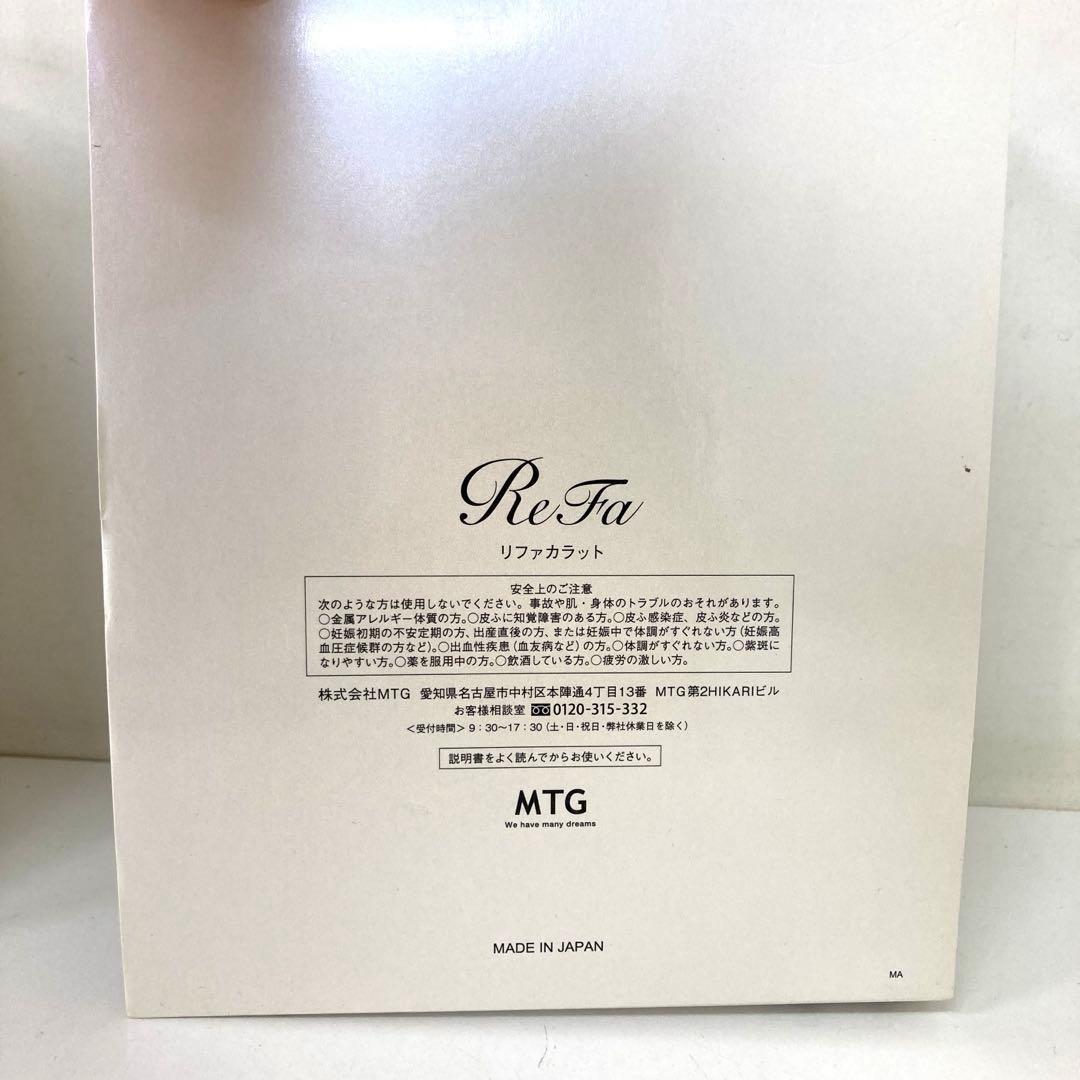 ReFa
リファカラット
安全上のご注意
次のような方は使用しないでください。事故や肌・身体のトラブルのおそれがあります。
○金属アレルギー体質の方。○皮ふに知覚障害のある方。○皮ふ感染症、皮ふ炎などの方。
○妊娠初期の不安定期の方、出産直後の方、または妊娠中で体調がすぐれない方(妊娠高
血圧症候群の方など)。○出血性疾患(血友病など)の方。○体調がすぐれない方。○紫斑に
なりやすい方。○薬を服用中の方。○飲酒している方。○疲労の激しい方。
株式会社MTG 愛知県名古屋市中村区本陣通4丁目13番 MTG第2HIKARIビル
お客様相談室 0120-315-332
<受付時間> 9:30〜17:30 (土・日・祝日・弊社休業日を除く)
説明書をよく読んでからお使いください。
MTG
We have many dreams
MADE IN JAPAN
MA